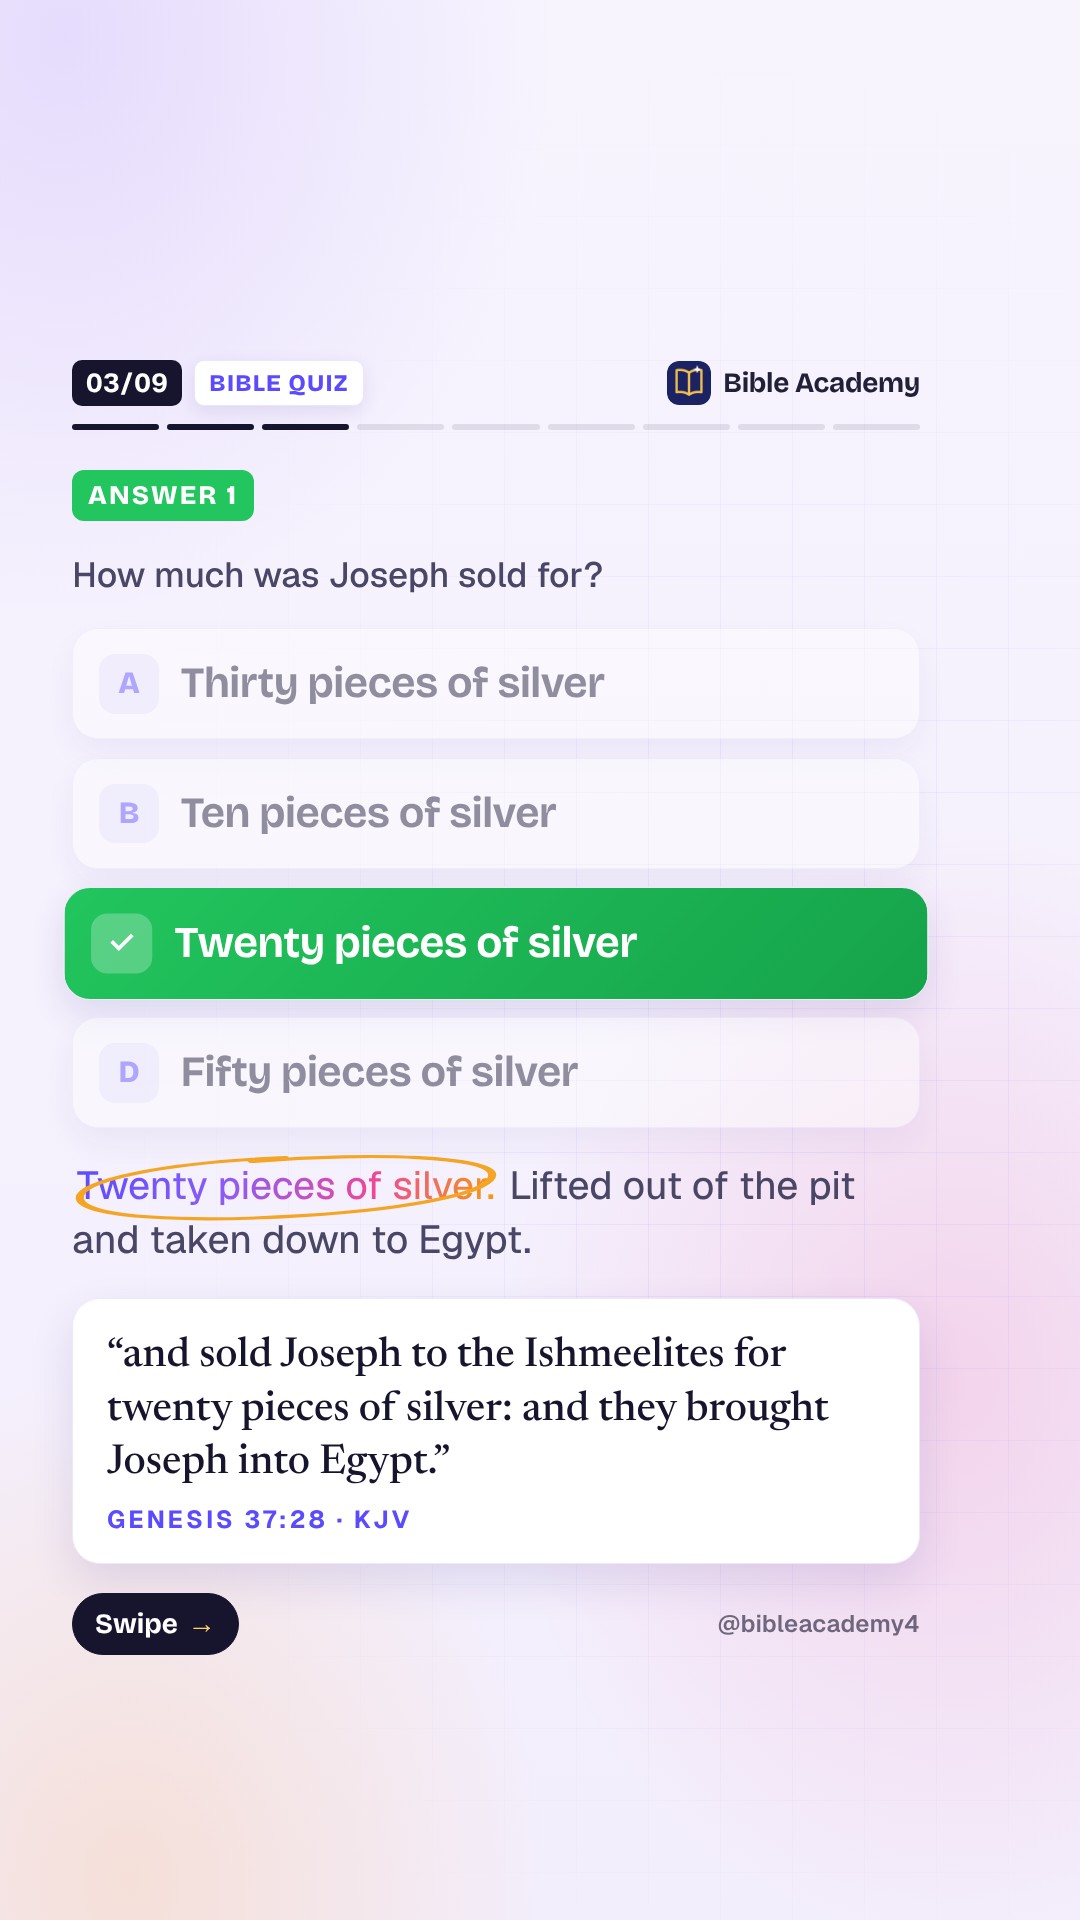 03/09 BIBLE QUIZ Bible Academy
ANSWER 1
How much was Joseph sold for?
A Thirty pieces of silver
B Ten pieces of silver
✓ Twenty pieces of silver
D Fifty pieces of silver
Twenty pieces of silver. Lifted out of the pit
and taken down to Egypt.
“and sold Joseph to the Ishmeelites for
twenty pieces of silver: and they brought
Joseph into Egypt.”
GENESIS 37:28 · KJV
Swipe → @bibleacademy4